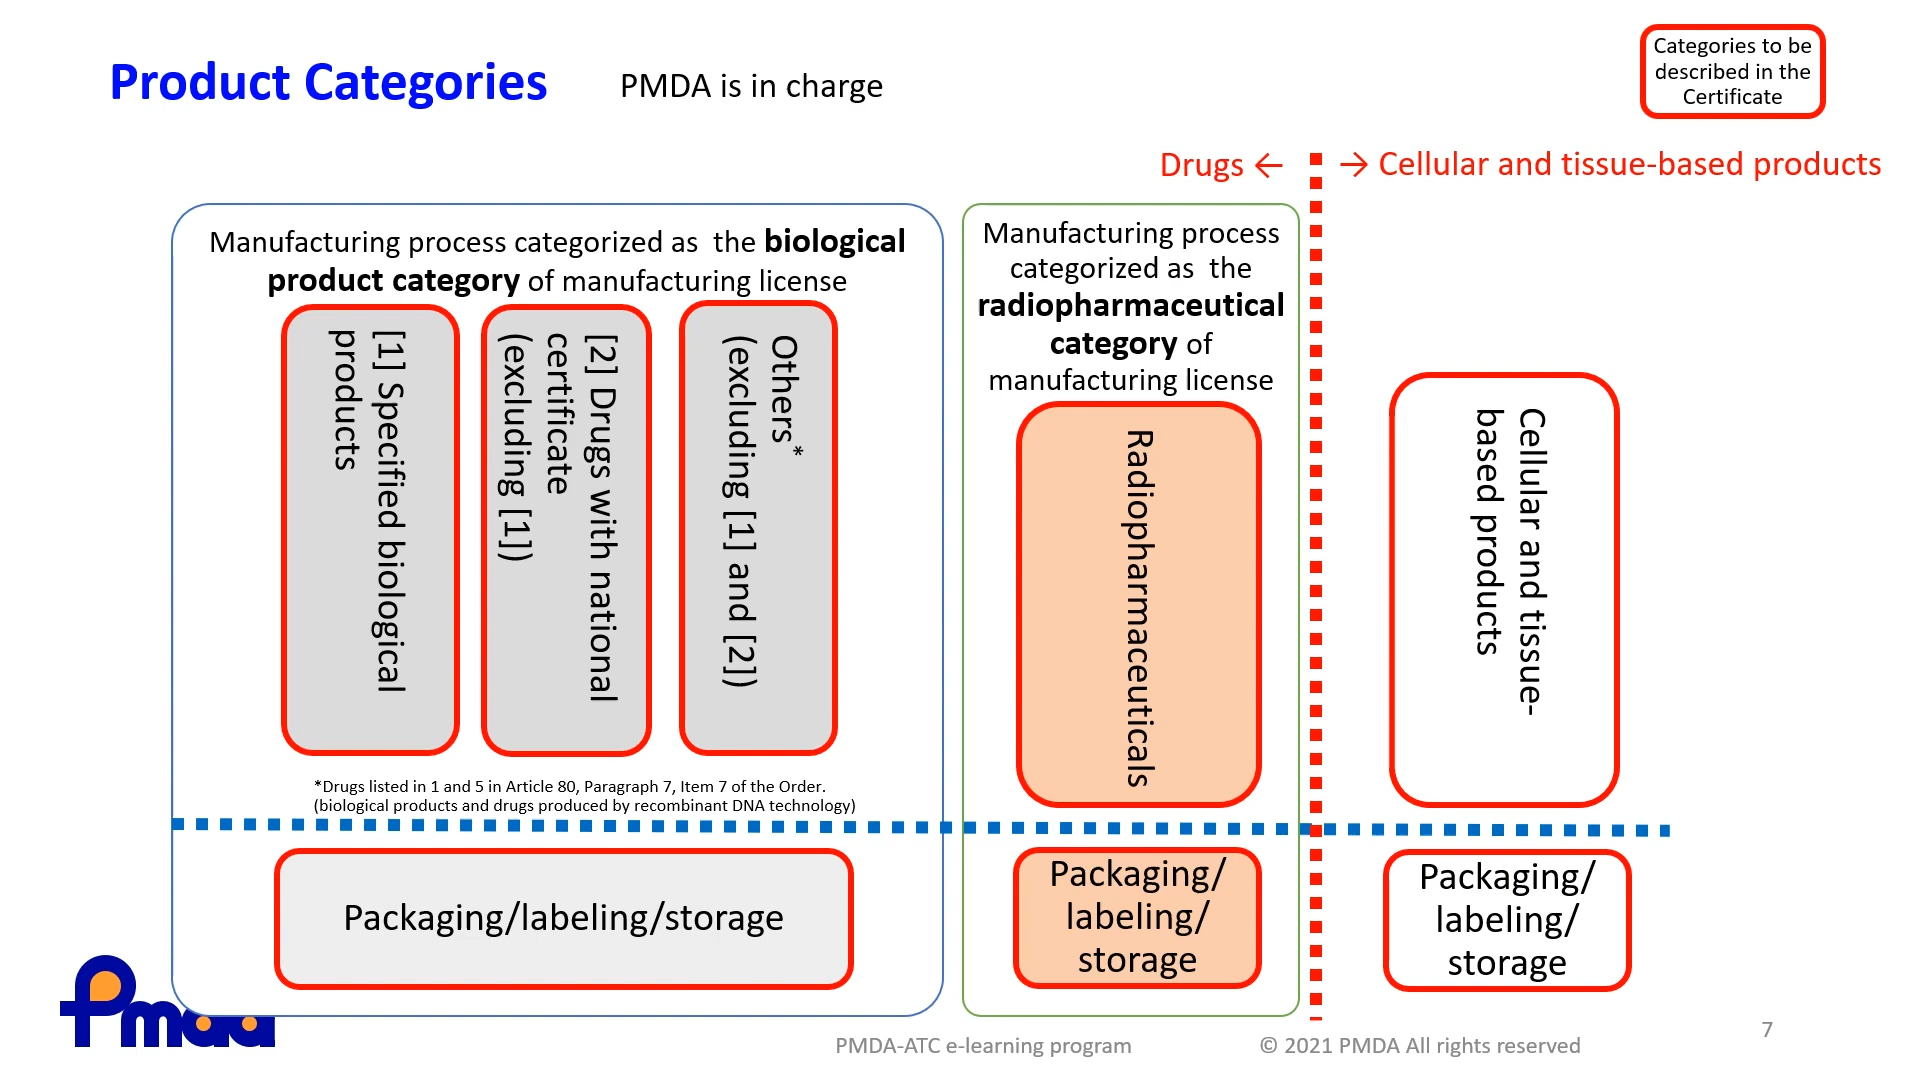 Product Categories
PMDA is in charge
Categories to be
described in the
Certificate
Drugs ←
→ Cellular and tissue-based products
Manufacturing process categorized as  the biological
product category of manufacturing license
[1] Specified biological
products
[2] Drugs with national
certificate
(excluding [1])
Others*
(excluding [1] and [2])
*Drugs listed in 1 and 5 in Article 80, Paragraph 7, Item 7 of the Order.
(biological products and drugs produced by recombinant DNA technology)
Packaging/labeling/storage
Manufacturing process
categorized as  the
radiopharmaceutical
category of
manufacturing license
Radiopharmaceuticals
Packaging/
labeling/
storage
Cellular and tissue-
based products
Packaging/
labeling/
storage
Pmda
PMDA-ATC e-learning program
© 2021 PMDA All rights reserved
7